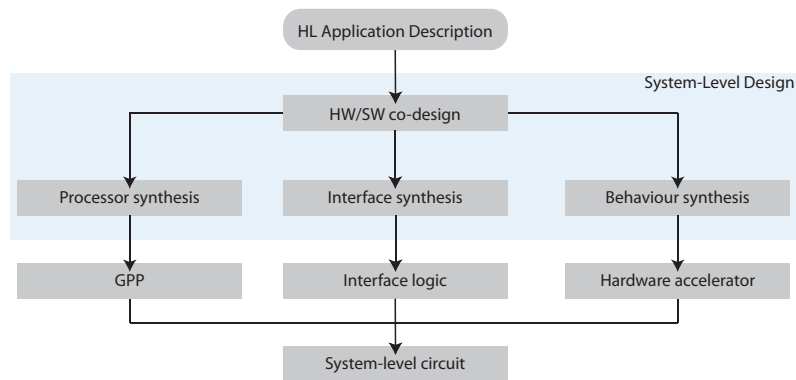 HL Application Description
System-Level Design
HW/SW co-design
Processor synthesis
Interface synthesis
Behaviour synthesis
GPP
Interface logic
Hardware accelerator
System-level circuit